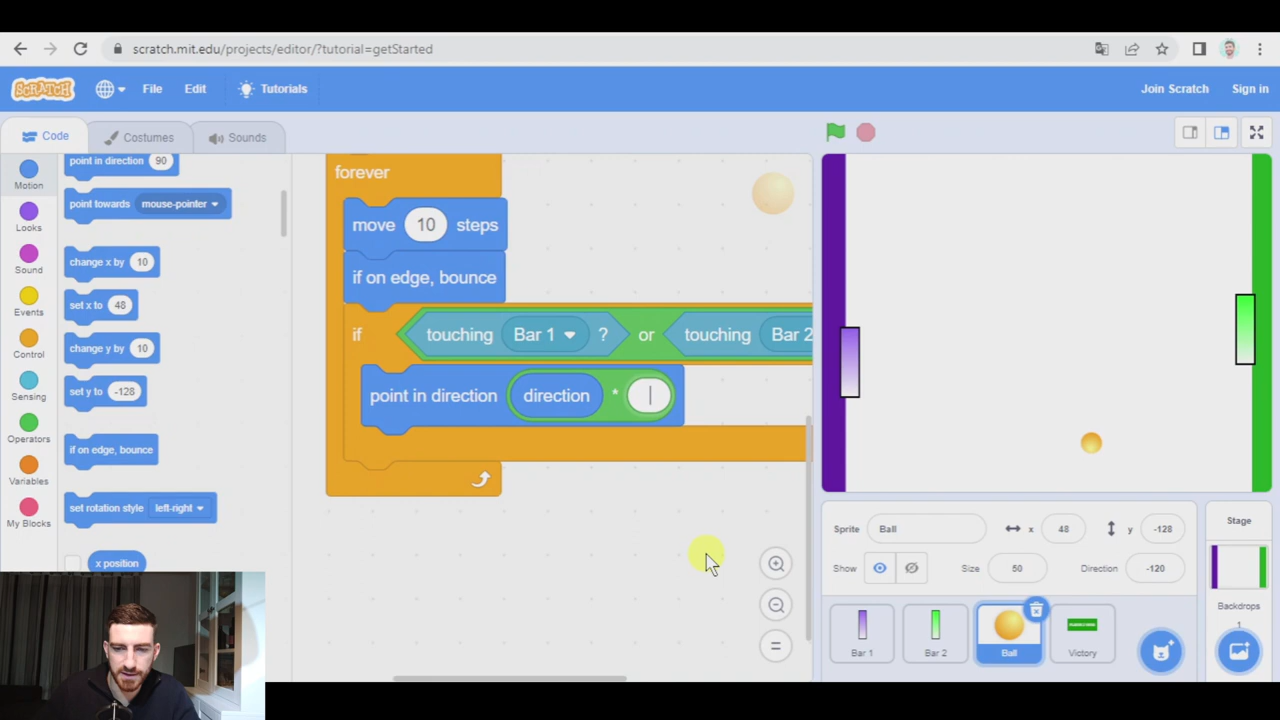 scratch.mit.edu/projects/editor/?tutorial=getStarted
SCRATCH
File
Edit
Tutorials
Join Scratch
Sign in
Code
Costumes
Sounds
Motion
Looks
Sound
Events
Control
Sensing
Operators
Variables
My Blocks
point in direction 90
point towards mouse-pointer
change x by 10
set x to 48
change y by 10
set y to -128
if on edge, bounce
set rotation style left-right
x position
forever
move 10 steps
if on edge, bounce
if touching Bar 1 ? or touching Bar 2
point in direction direction *
Sprite Ball x 48 y -128
Show Size 50 Direction -120
Bar 1
Bar 2
Ball
Victory
Stage
Backdrops
1